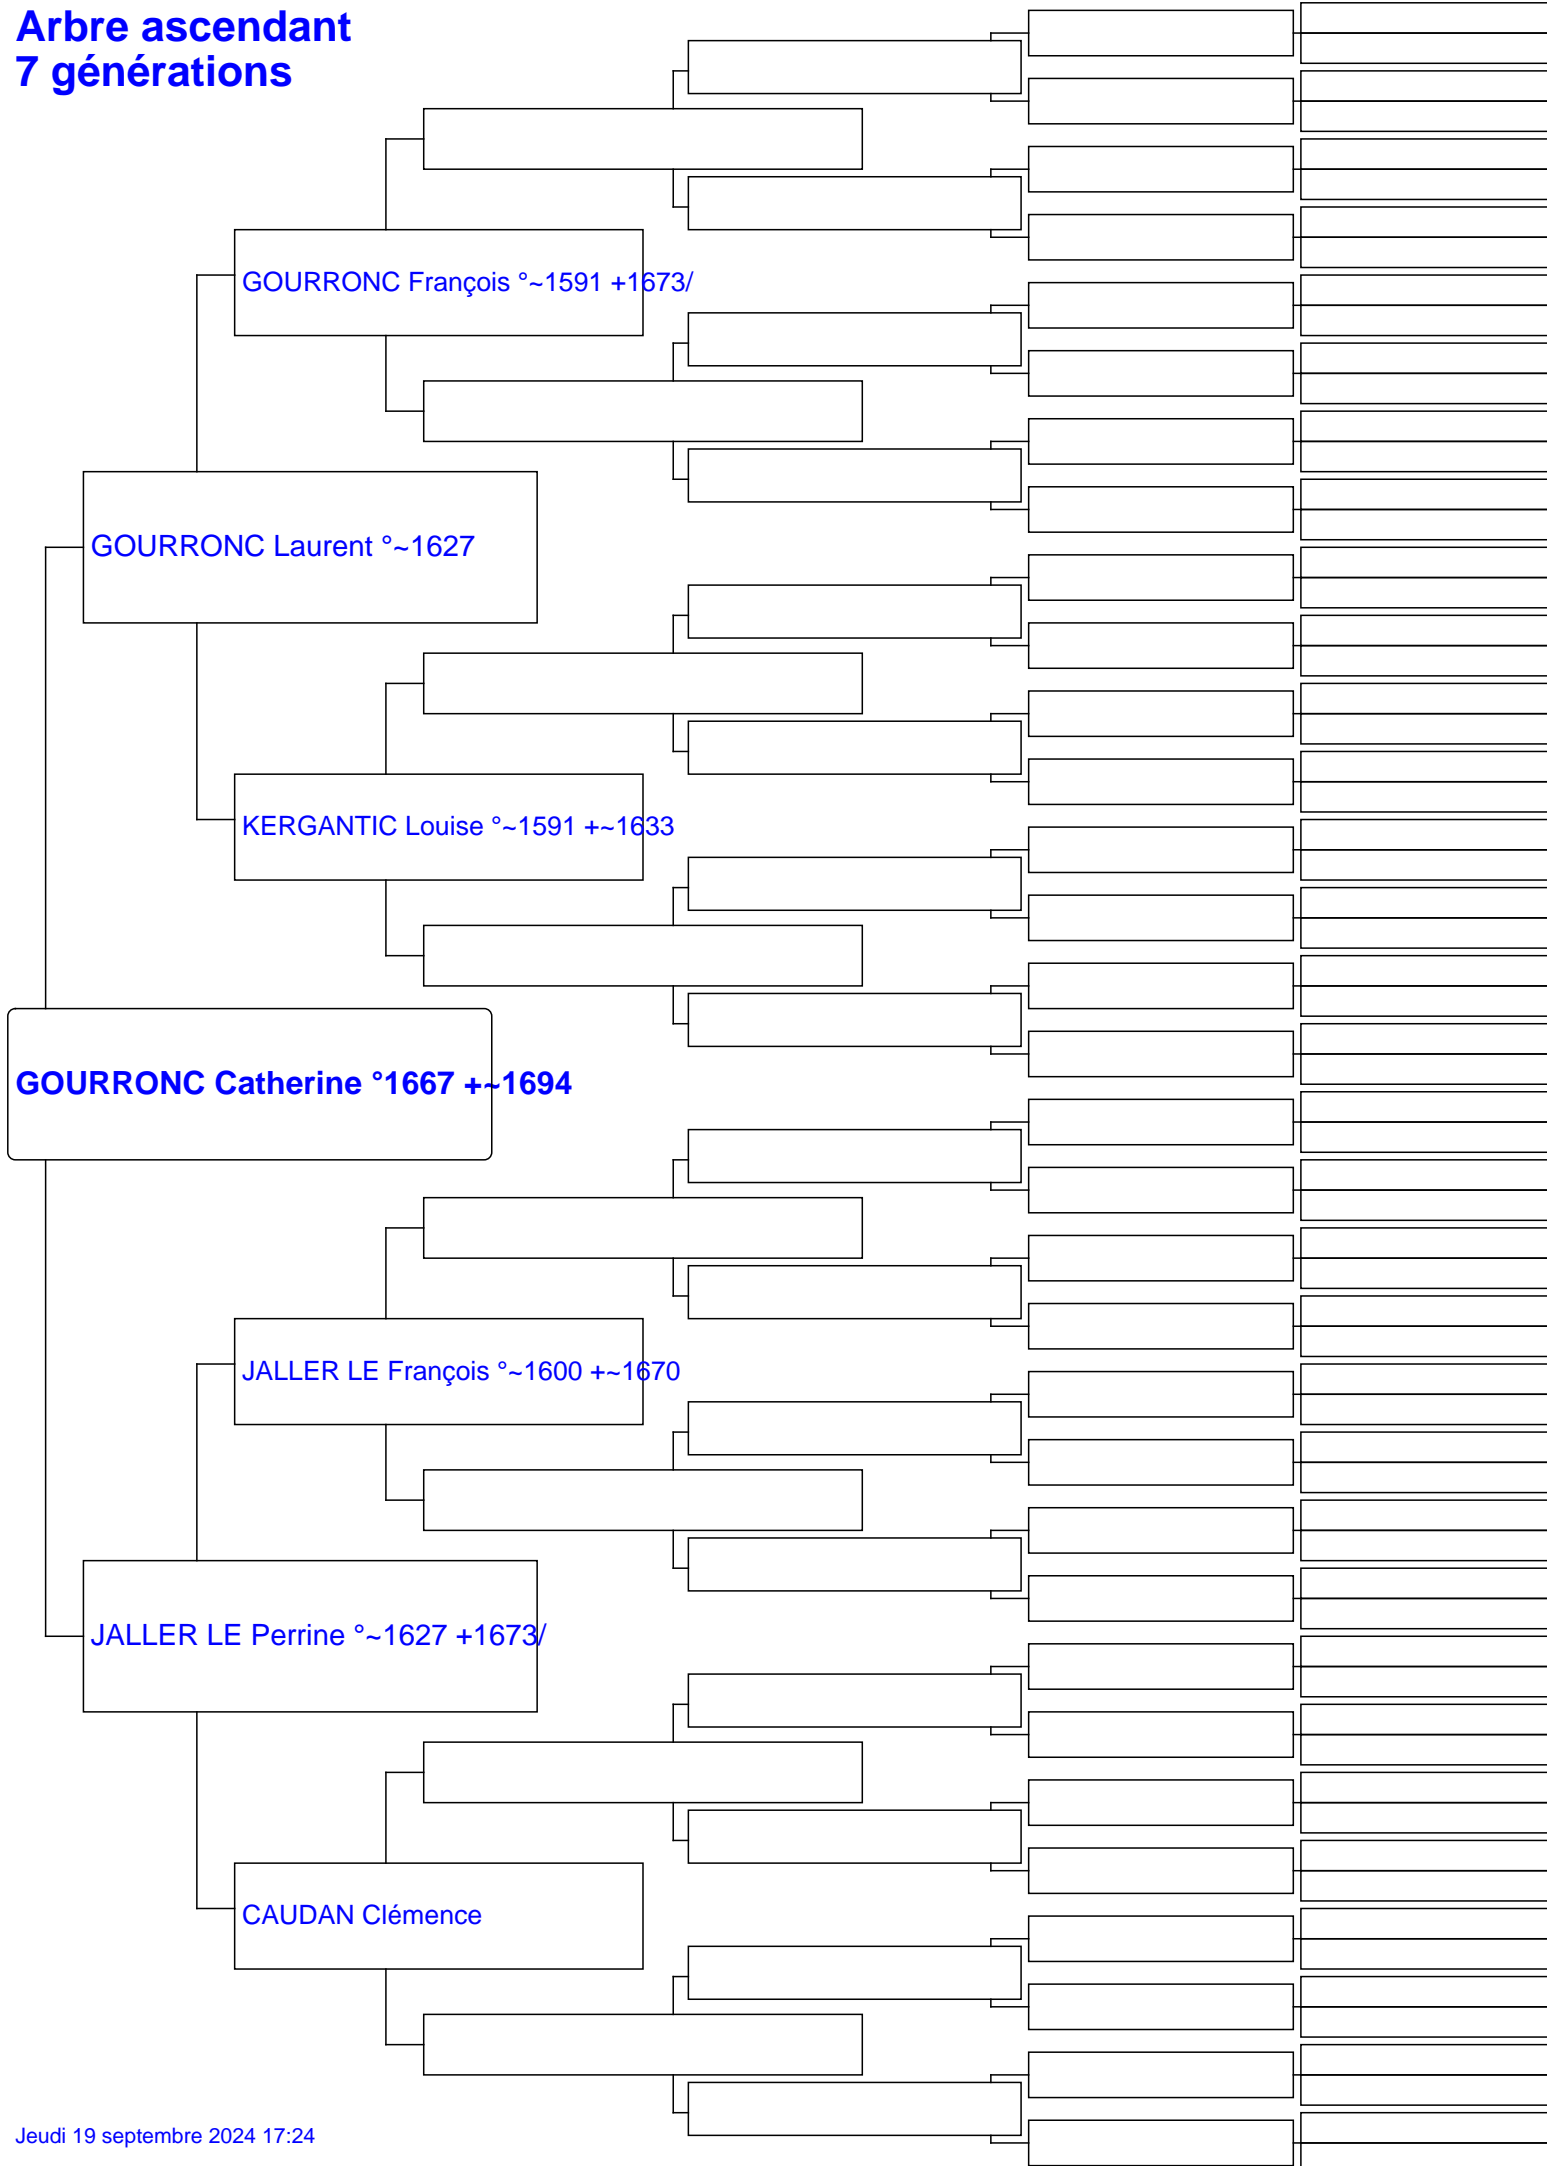 Arbre ascendant
7 générations
GOURRONC François °~1591 +1673/
GOURRONC Laurent °~1627
KERGANTIC Louise °~1591 +~1633
GOURRONC Catherine °1667 +~1694
JALLER LE François °~1600 +~1670
JALLER LE Perrine °~1627 +1673/
CAUDAN Clémence
Jeudi 19 septembre 2024 17:24